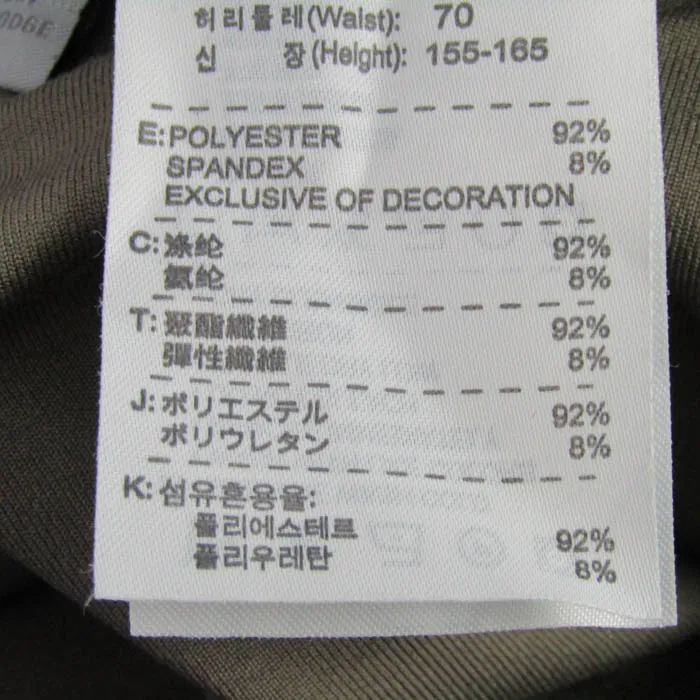 006E
허리둘레(Waist): 70
신 장(Height): 155-165
E:POLYESTER 92%
SPANDEX 8%
EXCLUSIVE OF DECORATION
C:涤纶 92%
氨纶 8%
T:聚酯纖維 92%
彈性纖維 8%
J:ポリエステル 92%
ポリウレタン 8%
K:섬유혼용율:
폴리에스테르 92%
폴리우레탄 8%